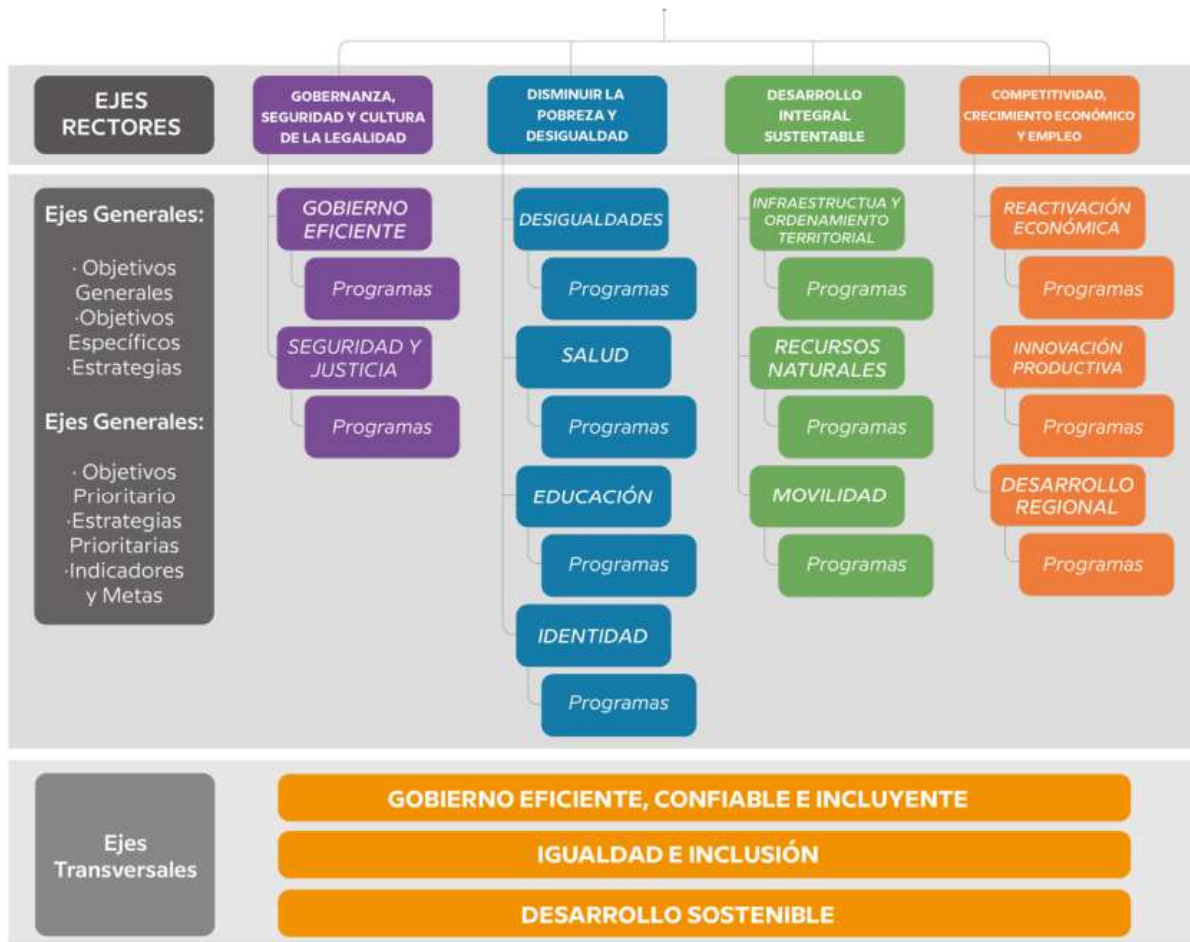 EJES
RECTORES
GOBERNANZA,
SEGURIDAD Y CULTURA
DE LA LEGALIDAD
DISMINUIR LA
POBREZA Y
DESIGUALDAD
DESARROLLO
INTEGRAL
SUSTENTABLE
COMPETITIVIDAD,
CRECIMIENTO ECONÓMICO
Y EMPLEO
Ejes Generales:
· Objetivos
Generales
·Objetivos
Específicos
·Estrategias
Ejes Generales:
· Objetivos
Prioritario
·Estrategias
Prioritarias
·Indicadores
y Metas
GOBIERNO
EFICIENTE
Programas
SEGURIDAD Y
JUSTICIA
Programas
DESIGUALDADES
Programas
SALUD
Programas
EDUCACIÓN
Programas
IDENTIDAD
Programas
INFRAESTRUCTUA Y
ORDENAMIENTO
TERRITORIAL
Programas
RECURSOS
NATURALES
Programas
MOVILIDAD
Programas
REACTIVACIÓN
ECONÓMICA
Programas
INNOVACIÓN
PRODUCTIVA
Programas
DESARROLLO
REGIONAL
Programas
Ejes
Transversales
GOBIERNO EFICIENTE, CONFIABLE E INCLUYENTE
IGUALDAD E INCLUSIÓN
DESARROLLO SOSTENIBLE